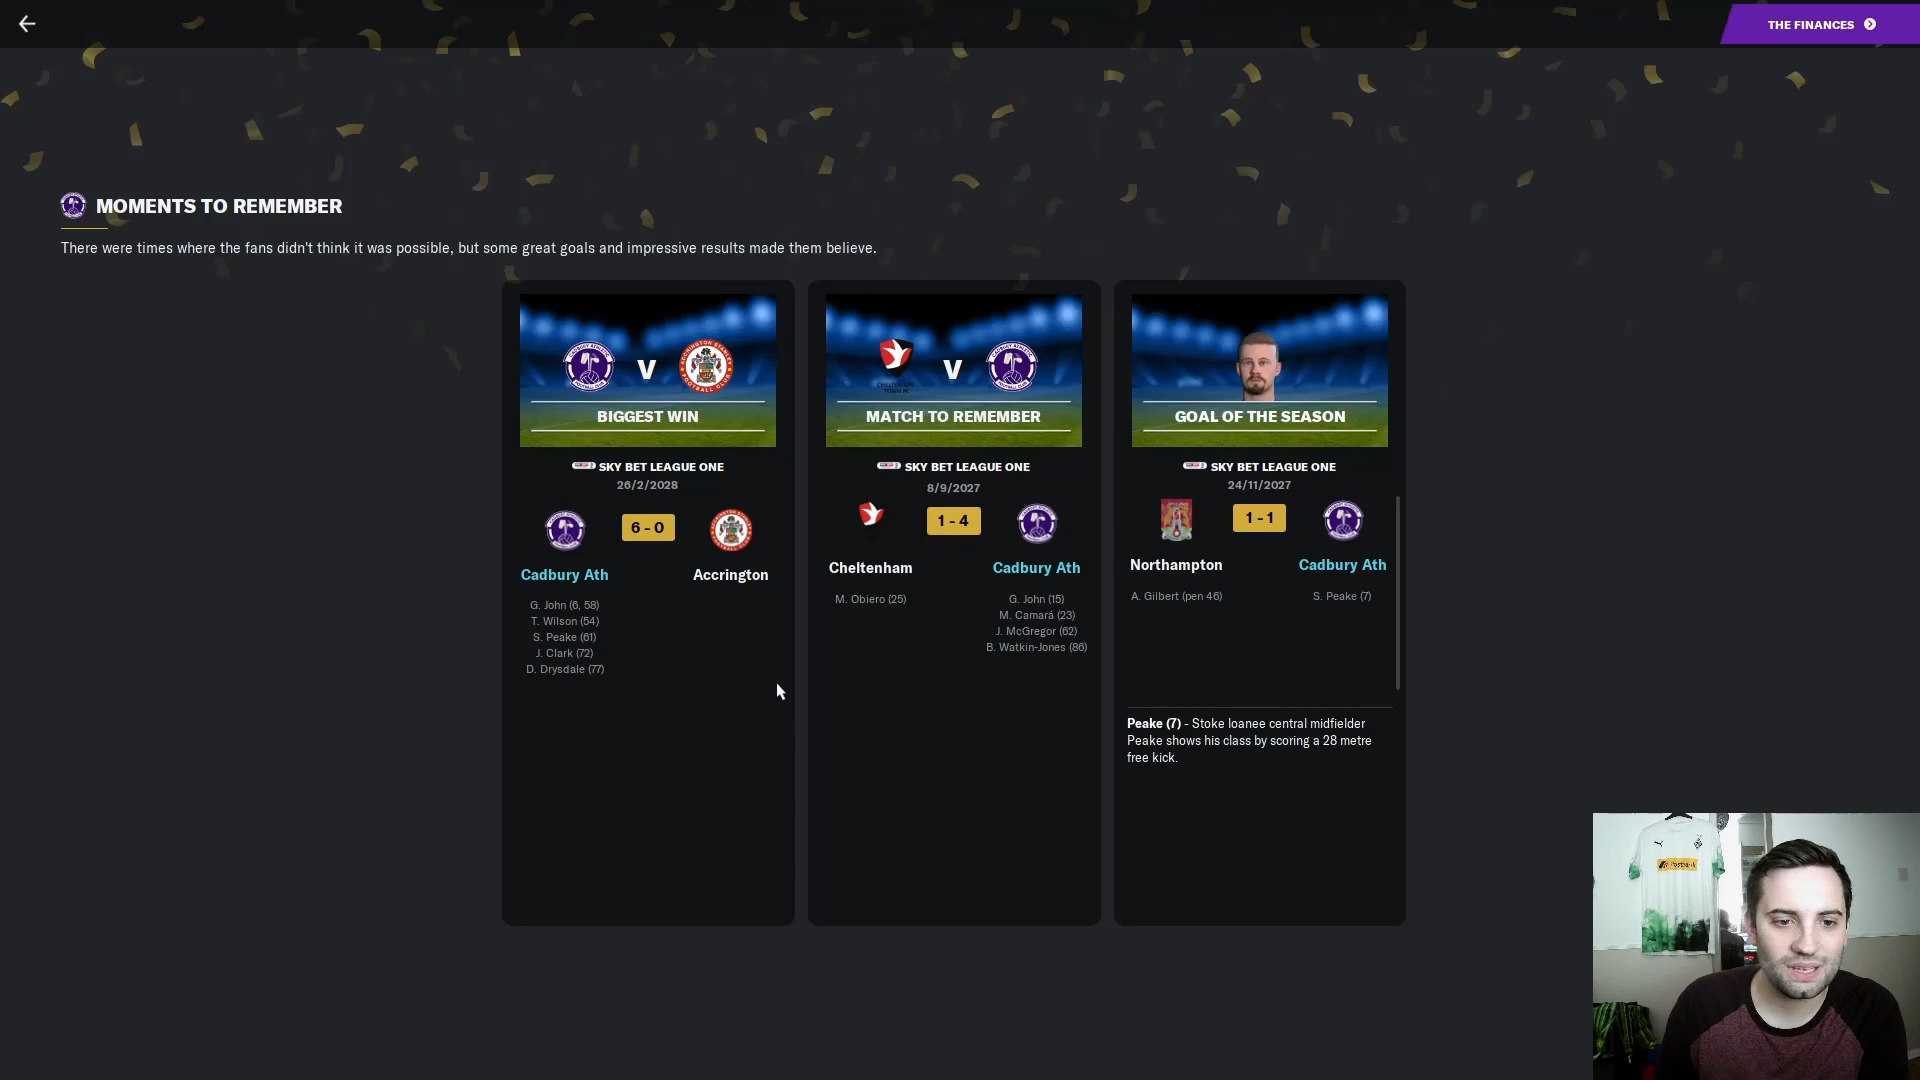 THE FINANCES
MOMENTS TO REMEMBER
There were times where the fans didn't think it was possible, but some great goals and impressive results made them believe.
V
BIGGEST WIN
SKY BET LEAGUE ONE
26/2/2028
6 - 0
Cadbury Ath
Accrington
G. John (6, 58)
T. Wilson (54)
S. Peake (61)
J. Clark (72)
D. Drysdale (77)
V
MATCH TO REMEMBER
SKY BET LEAGUE ONE
8/9/2027
1 - 4
Cheltenham
Cadbury Ath
M. Obiero (25)
G. John (15)
M. Camará (23)
J. McGregor (62)
B. Watkin-Jones (86)
GOAL OF THE SEASON
SKY BET LEAGUE ONE
24/11/2027
1 - 1
Northampton
Cadbury Ath
A. Gilbert (pen 46)
S. Peake (7)
Peake (7) - Stoke loanee central midfielder
Peake shows his class by scoring a 28 metre
free kick.
Postbank